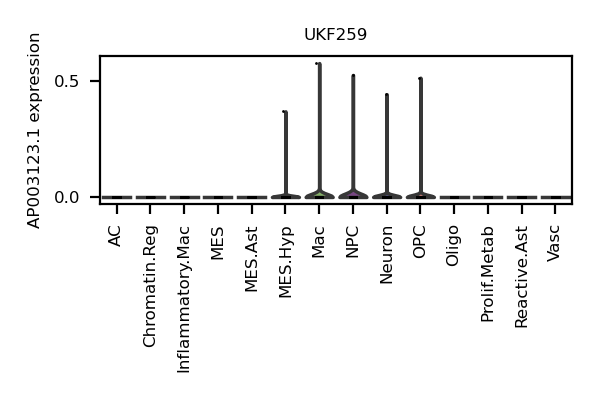 UKF259
AP003123.1 expression
0.5
0.0
AC
Chromatin.Reg
Inflammatory.Mac
MES
MES.Ast
MES.Hyp
Mac
NPC
Neuron
OPC
Oligo
Prolif.Metab
Reactive.Ast
Vasc